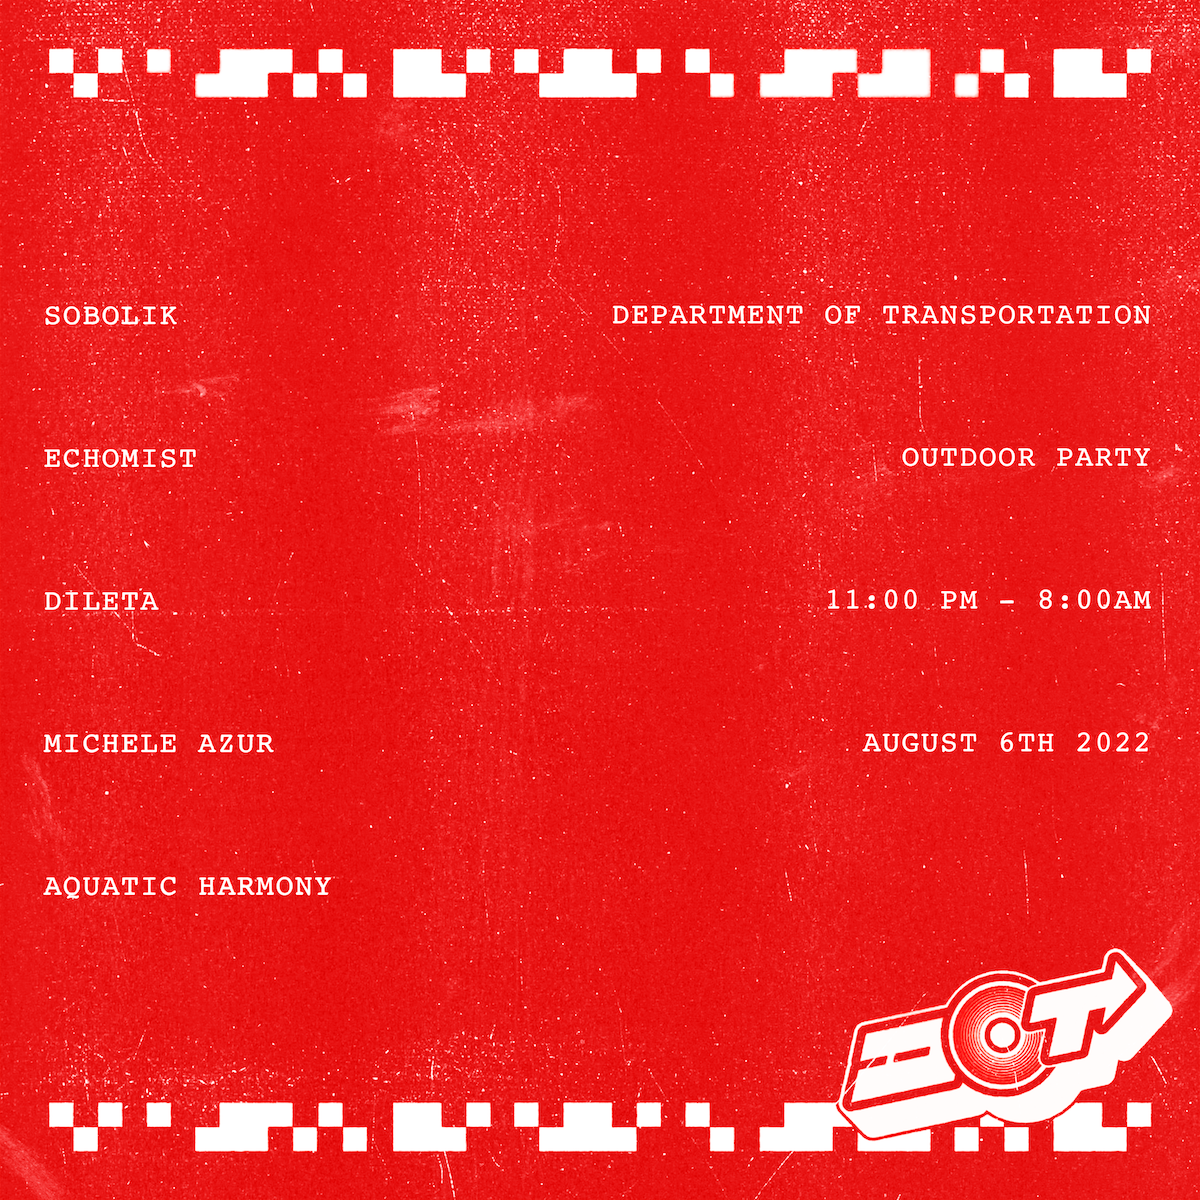 SOBOLIK
ECHOMIST
DILETA
MICHELE AZUR
AQUATIC HARMONY
DEPARTMENT OF TRANSPORTATION
OUTDOOR PARTY
11:00 PM – 8:00AM
AUGUST 6TH 2022
DOT